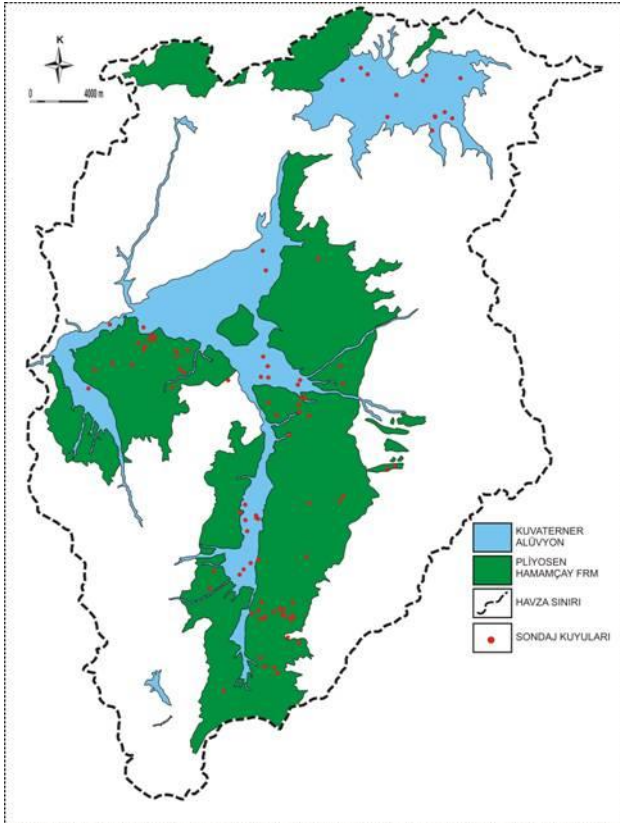 K
0 4000 m
KUVATERNER
ALÜVYON
PLİYOSEN
HAMAMÇAY FRM
HAVZA SINIRI
SONDAJ KUYULARI